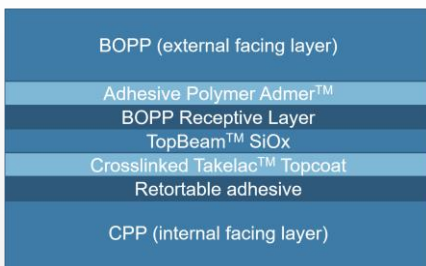 BOPP (external facing layer)
Adhesive Polymer Admer™
BOPP Receptive Layer
TopBeam™ SiOx
Crosslinked Takelac™ Topcoat
Retortable adhesive
CPP (internal facing layer)